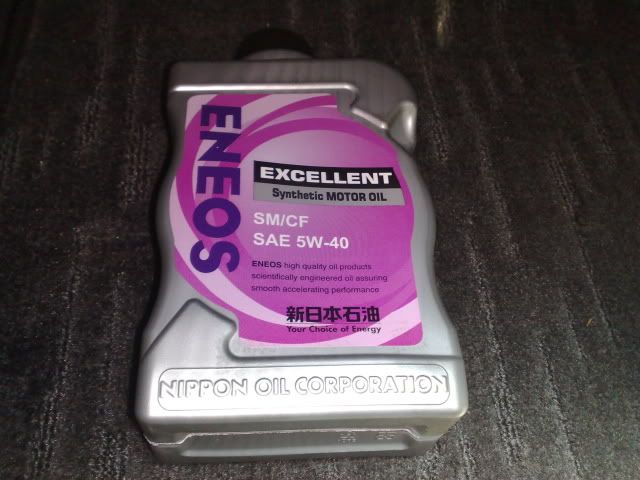 ENEOS
EXCELLENT
Synthetic MOTOR OIL
SM/CF
SAE 5W-40
ENEOS high quality oil products
scientifically engineered oil assuring
smooth accelerating performance
新日本石油
Your Choice of Energy
NIPPON OIL CORPORATION